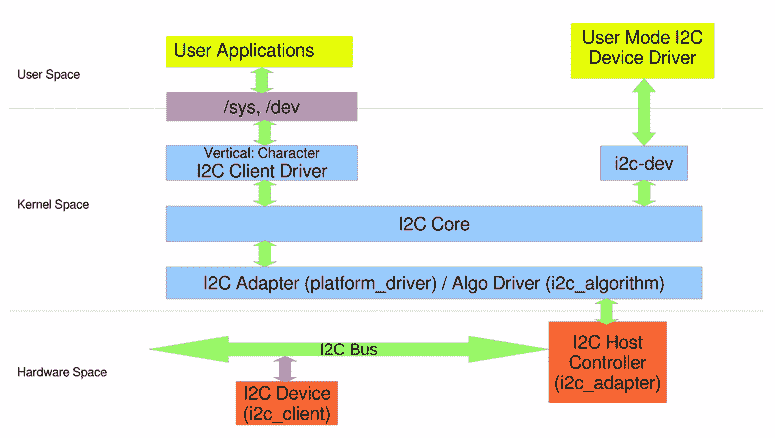 User Applications
User Mode I2C
Device Driver
User Space
/sys, /dev
Vertical: Character
I2C Client Driver
i2c-dev
Kernel Space
I2C Core
I2C Adapter (platform_driver) / Algo Driver (i2c_algorithm)
I2C Bus
I2C Host
Controller
(i2c_adapter)
Hardware Space
I2C Device
(i2c_client)